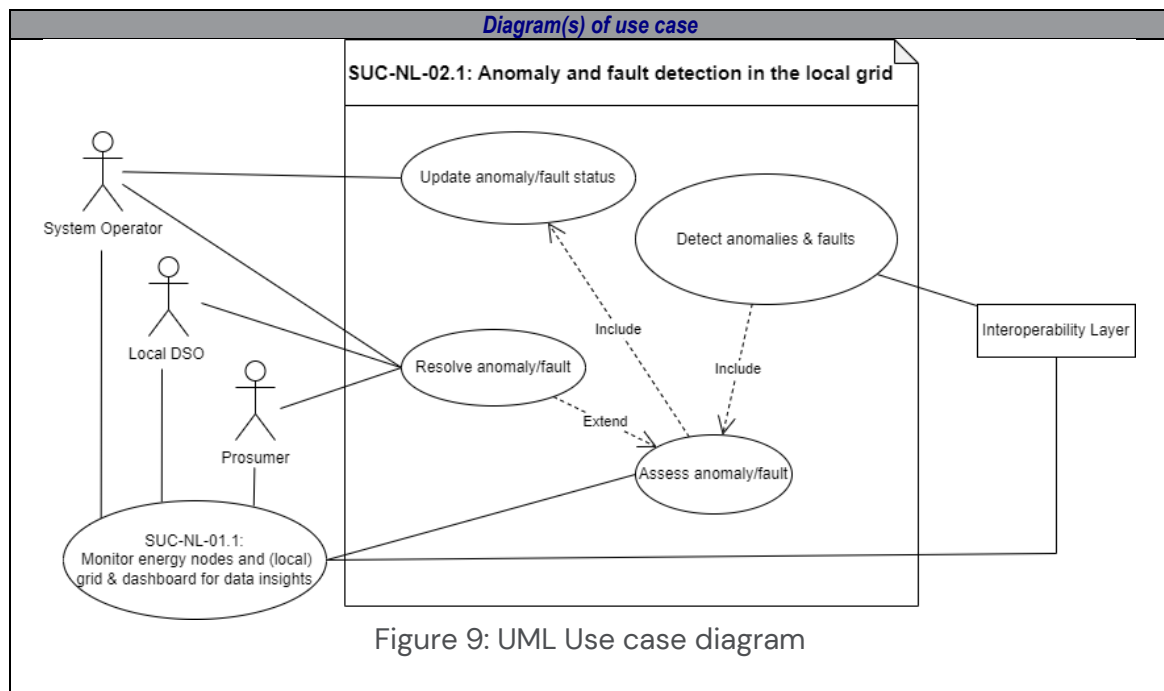 Diagram(s) of use case
SUC-NL-02.1: Anomaly and fault detection in the local grid
Update anomaly/fault status
System Operator
Detect anomalies & faults
Local DSO
Include
Interoperability Layer
Resolve anomaly/fault
Include
Prosumer
Extend
Assess anomaly/fault
SUC-NL-01.1:
Monitor energy nodes and (local)
grid & dashboard for data insights
Figure 9: UML Use case diagram